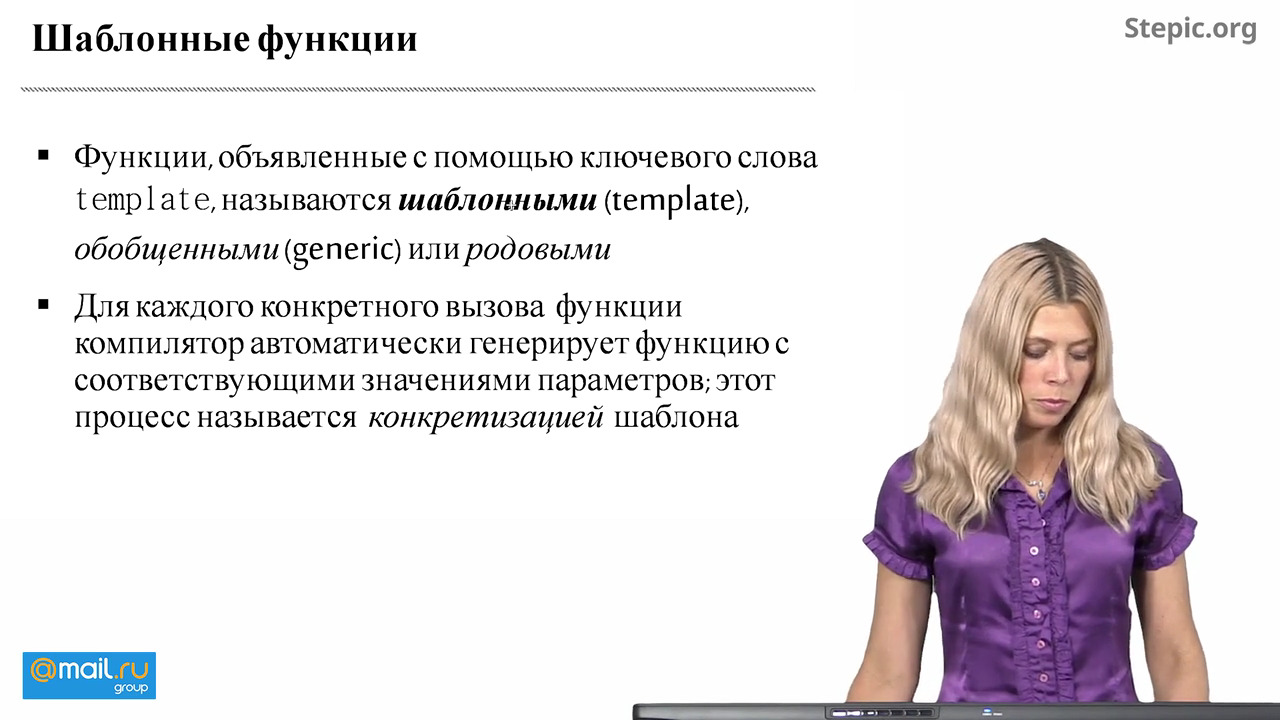 Шаблонные функции
Stepic.org
▪ Функции, объявленные с помощью ключевого слова
template, называются шаблонными (template),
обобщенными (generic) или родовыми
▪ Для каждого конкретного вызова функции
компилятор автоматически генерирует функцию с
соответствующими значениями параметров; этот
процесс называется конкретизацией шаблона
@mail.ru
group